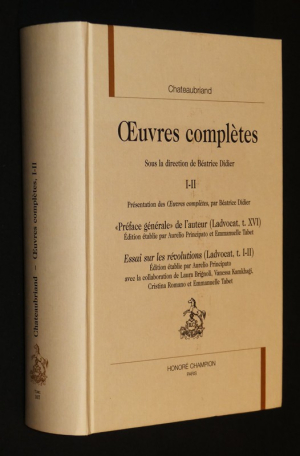 Chateaubriand
Œuvres complètes
Sous la direction de Béatrice Didier
I-II
Présentation des Œuvres complètes, par Béatrice Didier
«Préface générale» de l'auteur (Ladvocat, t. XVI)
Édition établie par Aurelio Principato et Emmanuelle Tabet
Essai sur les révolutions (Ladvocat, t. I-II)
Édition établie par Aurelio Principato
avec la collaboration de Laura Brignoli, Vanessa Kamkhagi,
Cristina Romano et Emmanuelle Tabet
HONORÉ CHAMPION
PARIS
Chateaubriand – Œuvres complètes, I-II